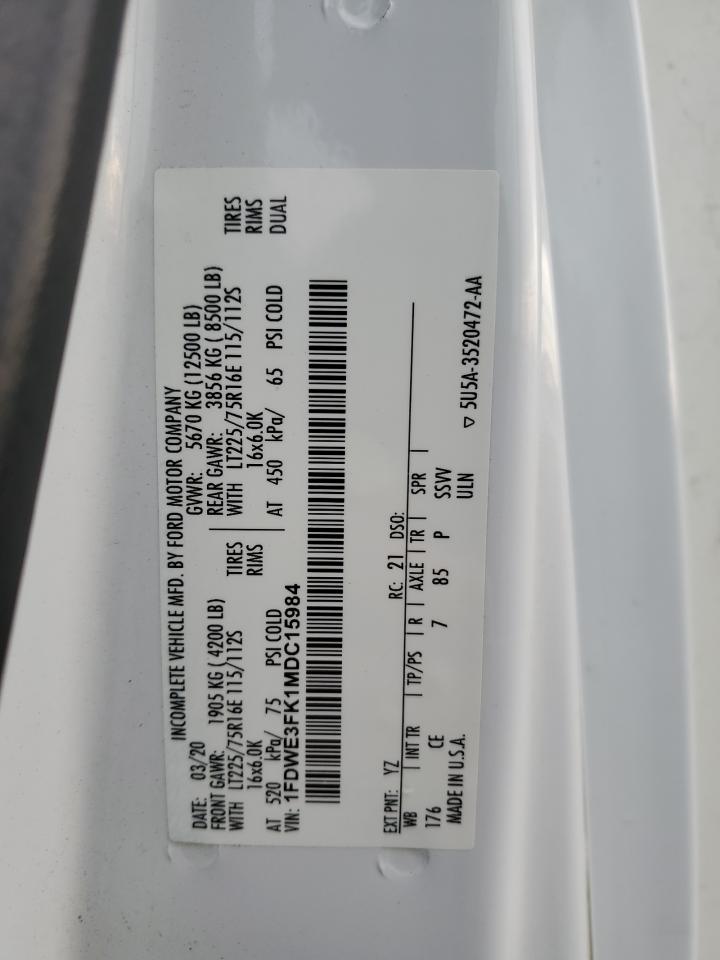 INCOMPLETE VEHICLE MFD. BY FORD MOTOR COMPANY
DATE: 03/20 GVWR: 5670 KG (12500 LB)
FRONT GAWR: 1905 KG ( 4200 LB) REAR GAWR: 3856 KG ( 8500 LB)
WITH LT225/75R16E 115/112S TIRES WITH LT225/75R16E 115/112S TIRES
16x6.0K RIMS 16x6.0K RIMS
AT 520 kPa/ 75 PSI COLD AT 450 kPa/ 65 PSI COLD DUAL
VIN: 1FDWE3FK1MDC15984
EXT PNT: YZ RC: 21 DSO:
WB | INT TR | TP/PS | R | AXLE | TR | SPR |
176 CE 7 85 P SSVV
MADE IN U.S.A. ULN ▽ 5U5A-3520472-AA